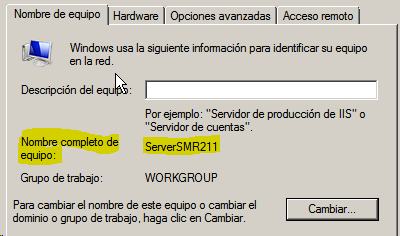 Nombre de equipo Hardware Opciones avanzadas Acceso remoto
Windows usa la siguiente información para identificar su equipo
en la red.
Descripción del equipo:
Por ejemplo: "Servidor de producción de IIS" o
"Servidor de cuentas".
Nombre completo de
equipo:
ServerSMR211
Grupo de trabajo: WORKGROUP
Para cambiar el nombre de este equipo o cambiar el
dominio o grupo de trabajo, haga clic en Cambiar.
Cambiar...